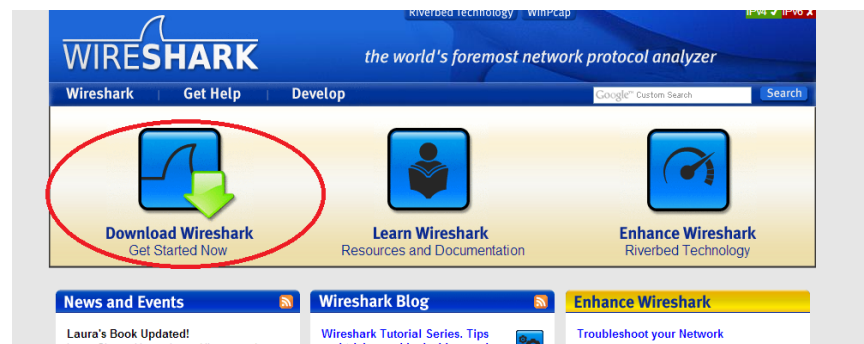 Riverbed Technology WinPcap
IPv4 ✔ IPv6 ✗
WIRESHARK
the world's foremost network protocol analyzer
Wireshark Get Help Develop
Google™ Custom Search Search
Download Wireshark
Get Started Now
Learn Wireshark
Resources and Documentation
Enhance Wireshark
Riverbed Technology
News and Events
Wireshark Blog
Enhance Wireshark
Laura's Book Updated!
Wireshark Tutorial Series. Tips
Troubleshoot your Network